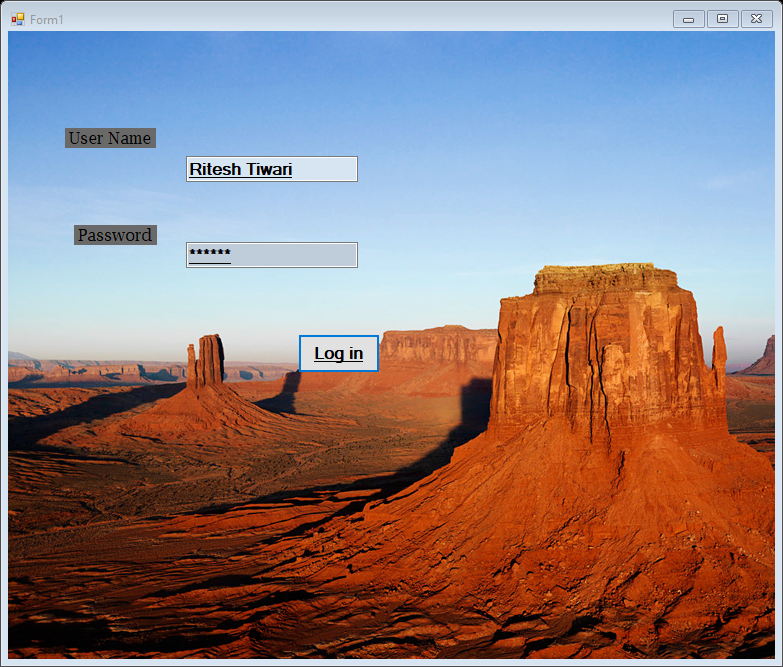 Form1
User Name
Ritesh Tiwari
Password
******
Log in